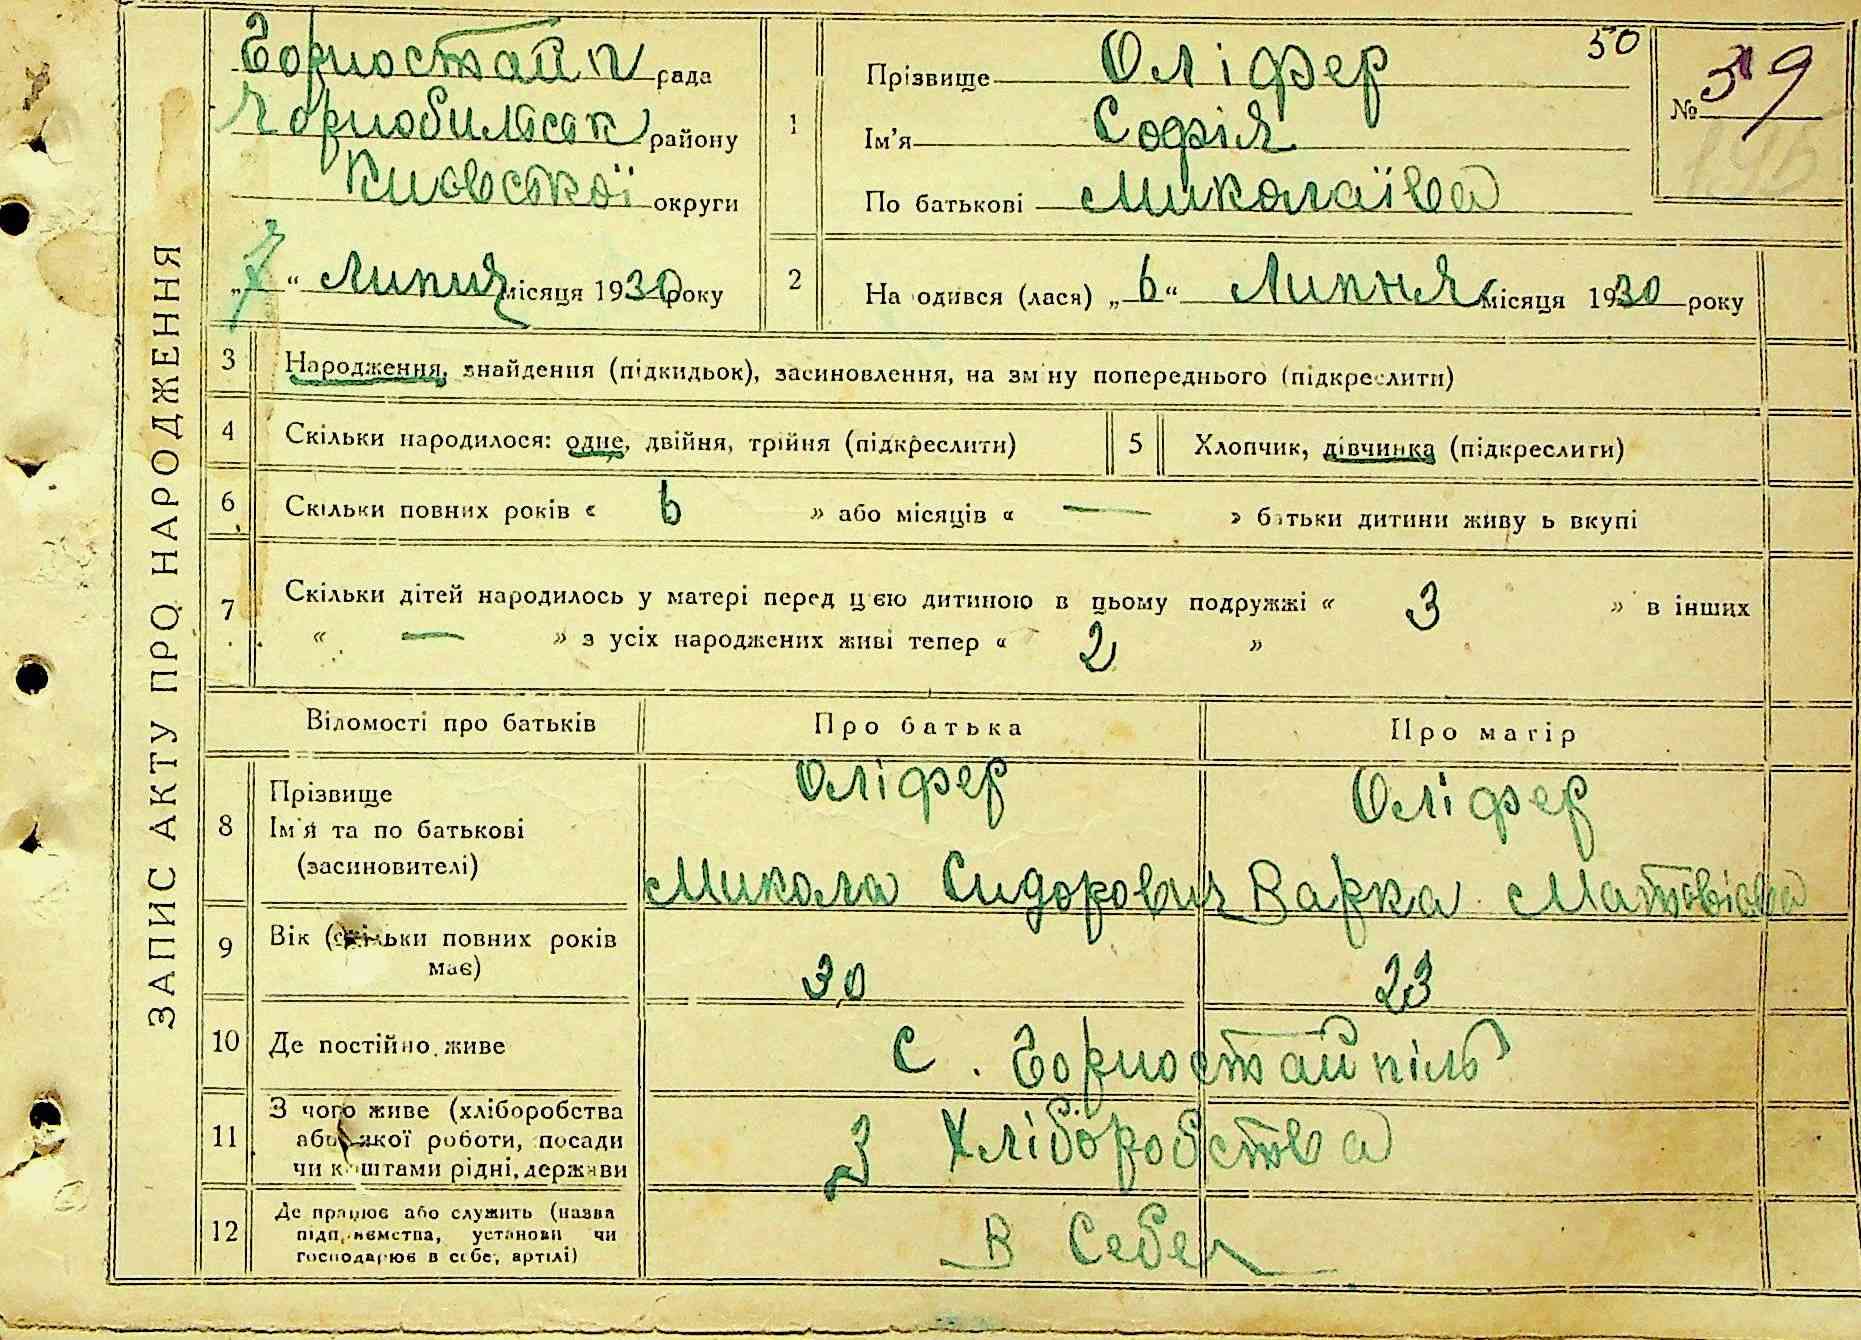 ЗАПИС АКТУ ПРО НАРОДЖЕННЯ
Горностайп рада
Чорнобильськ району
Київської округи
„7“ Липня місяця 1930 року
50
№ 59
1 Прізвище Оліфер
Ім'я Софія
По батькові Миколаїва
2 На одився (лася) „6“ Липня місяця 1930 року
3 Народження, знайдення (підкидьок), засиновлення, на зміну попереднього (підкреслити)
4 Скільки народилося: одне, двійня, трійня (підкреслити) 5 Хлопчик, дівчинка (підкреслити)
6 Скільки повних років « 6 » або місяців « — » батьки дитини живуть вкупі
7 Скільки дітей народилось у матері перед цією дитиною в цьому подружжі « 3 » в інших
« — » з усіх народжених живі тепер « 2 »
Відомості про батьків Про батька Про матір
8 Прізвище Ім'я та по батькові (засиновителі) Оліфер Оліфер
Микола Сидорович Варка Матвіова
9 Вік (скільки повних років має) 30 23
10 Де постійно живе с. Горностайпіль
11 З чого живе (хліборобства або якої роботи, посади чи коштами рідні, держави З Хліборобства
12 Де працює або служить (назва підприємства, установи чи господарює в себе, артілі) В Себе